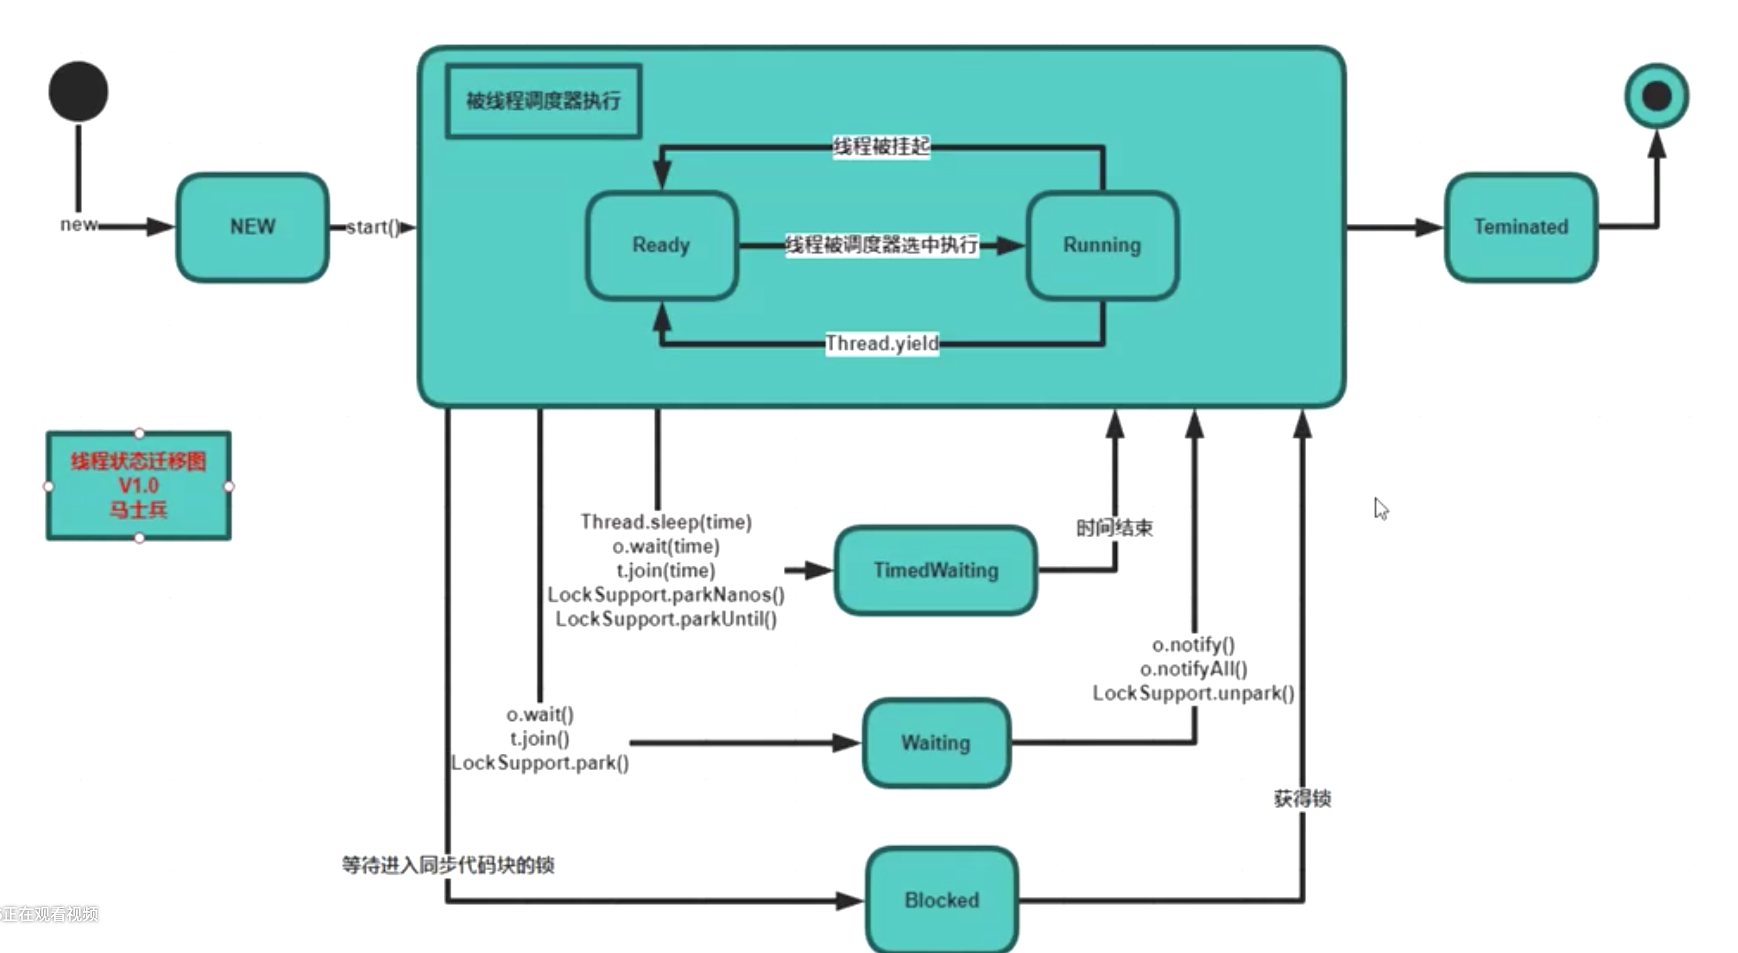 被线程调度器执行
线程被挂起
new
NEW
start()
Ready
线程被调度器选中执行
Running
Teminated
Thread.yield
线程状态迁移图
V1.0
马士兵
Thread.sleep(time)
o.wait(time)
t.join(time)
LockSupport.parkNanos()
LockSupport.parkUntil()
TimedWaiting
时间结束
o.notify()
o.notifyAll()
LockSupport.unpark()
o.wait()
t.join()
LockSupport.park()
Waiting
获得锁
等待进入同步代码块的锁
Blocked
正在观看视频